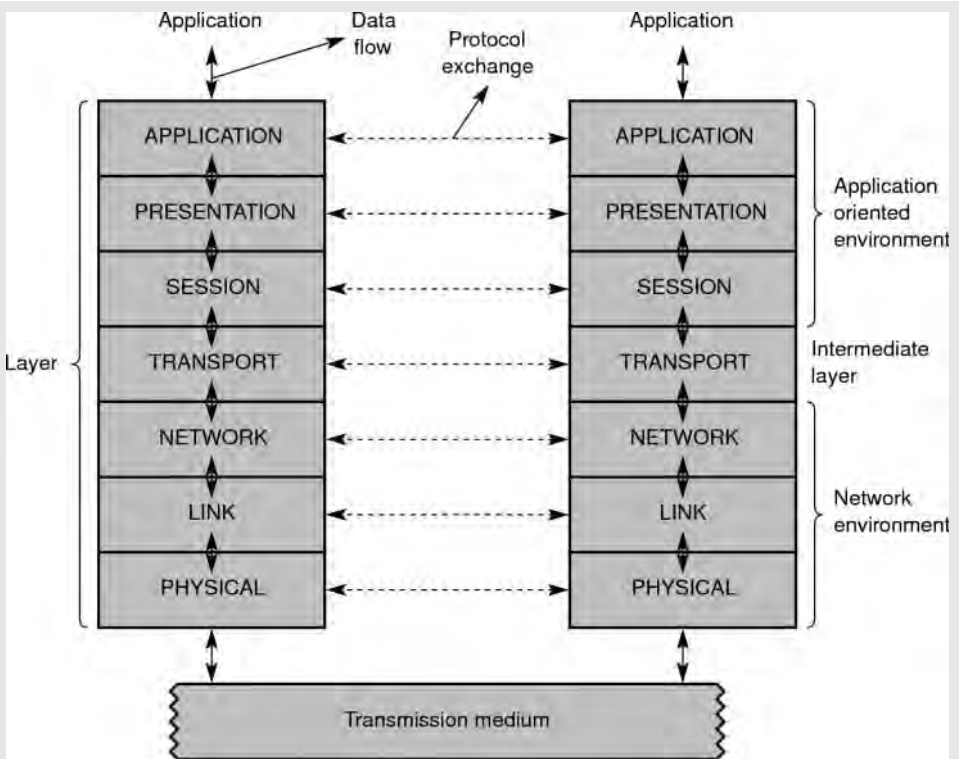 Application
Data
flow
Protocol
exchange
Application
APPLICATION
PRESENTATION
SESSION
TRANSPORT
NETWORK
LINK
PHYSICAL
Layer
APPLICATION
PRESENTATION
SESSION
TRANSPORT
NETWORK
LINK
PHYSICAL
Application
oriented
environment
Intermediate
layer
Network
environment
Transmission medium